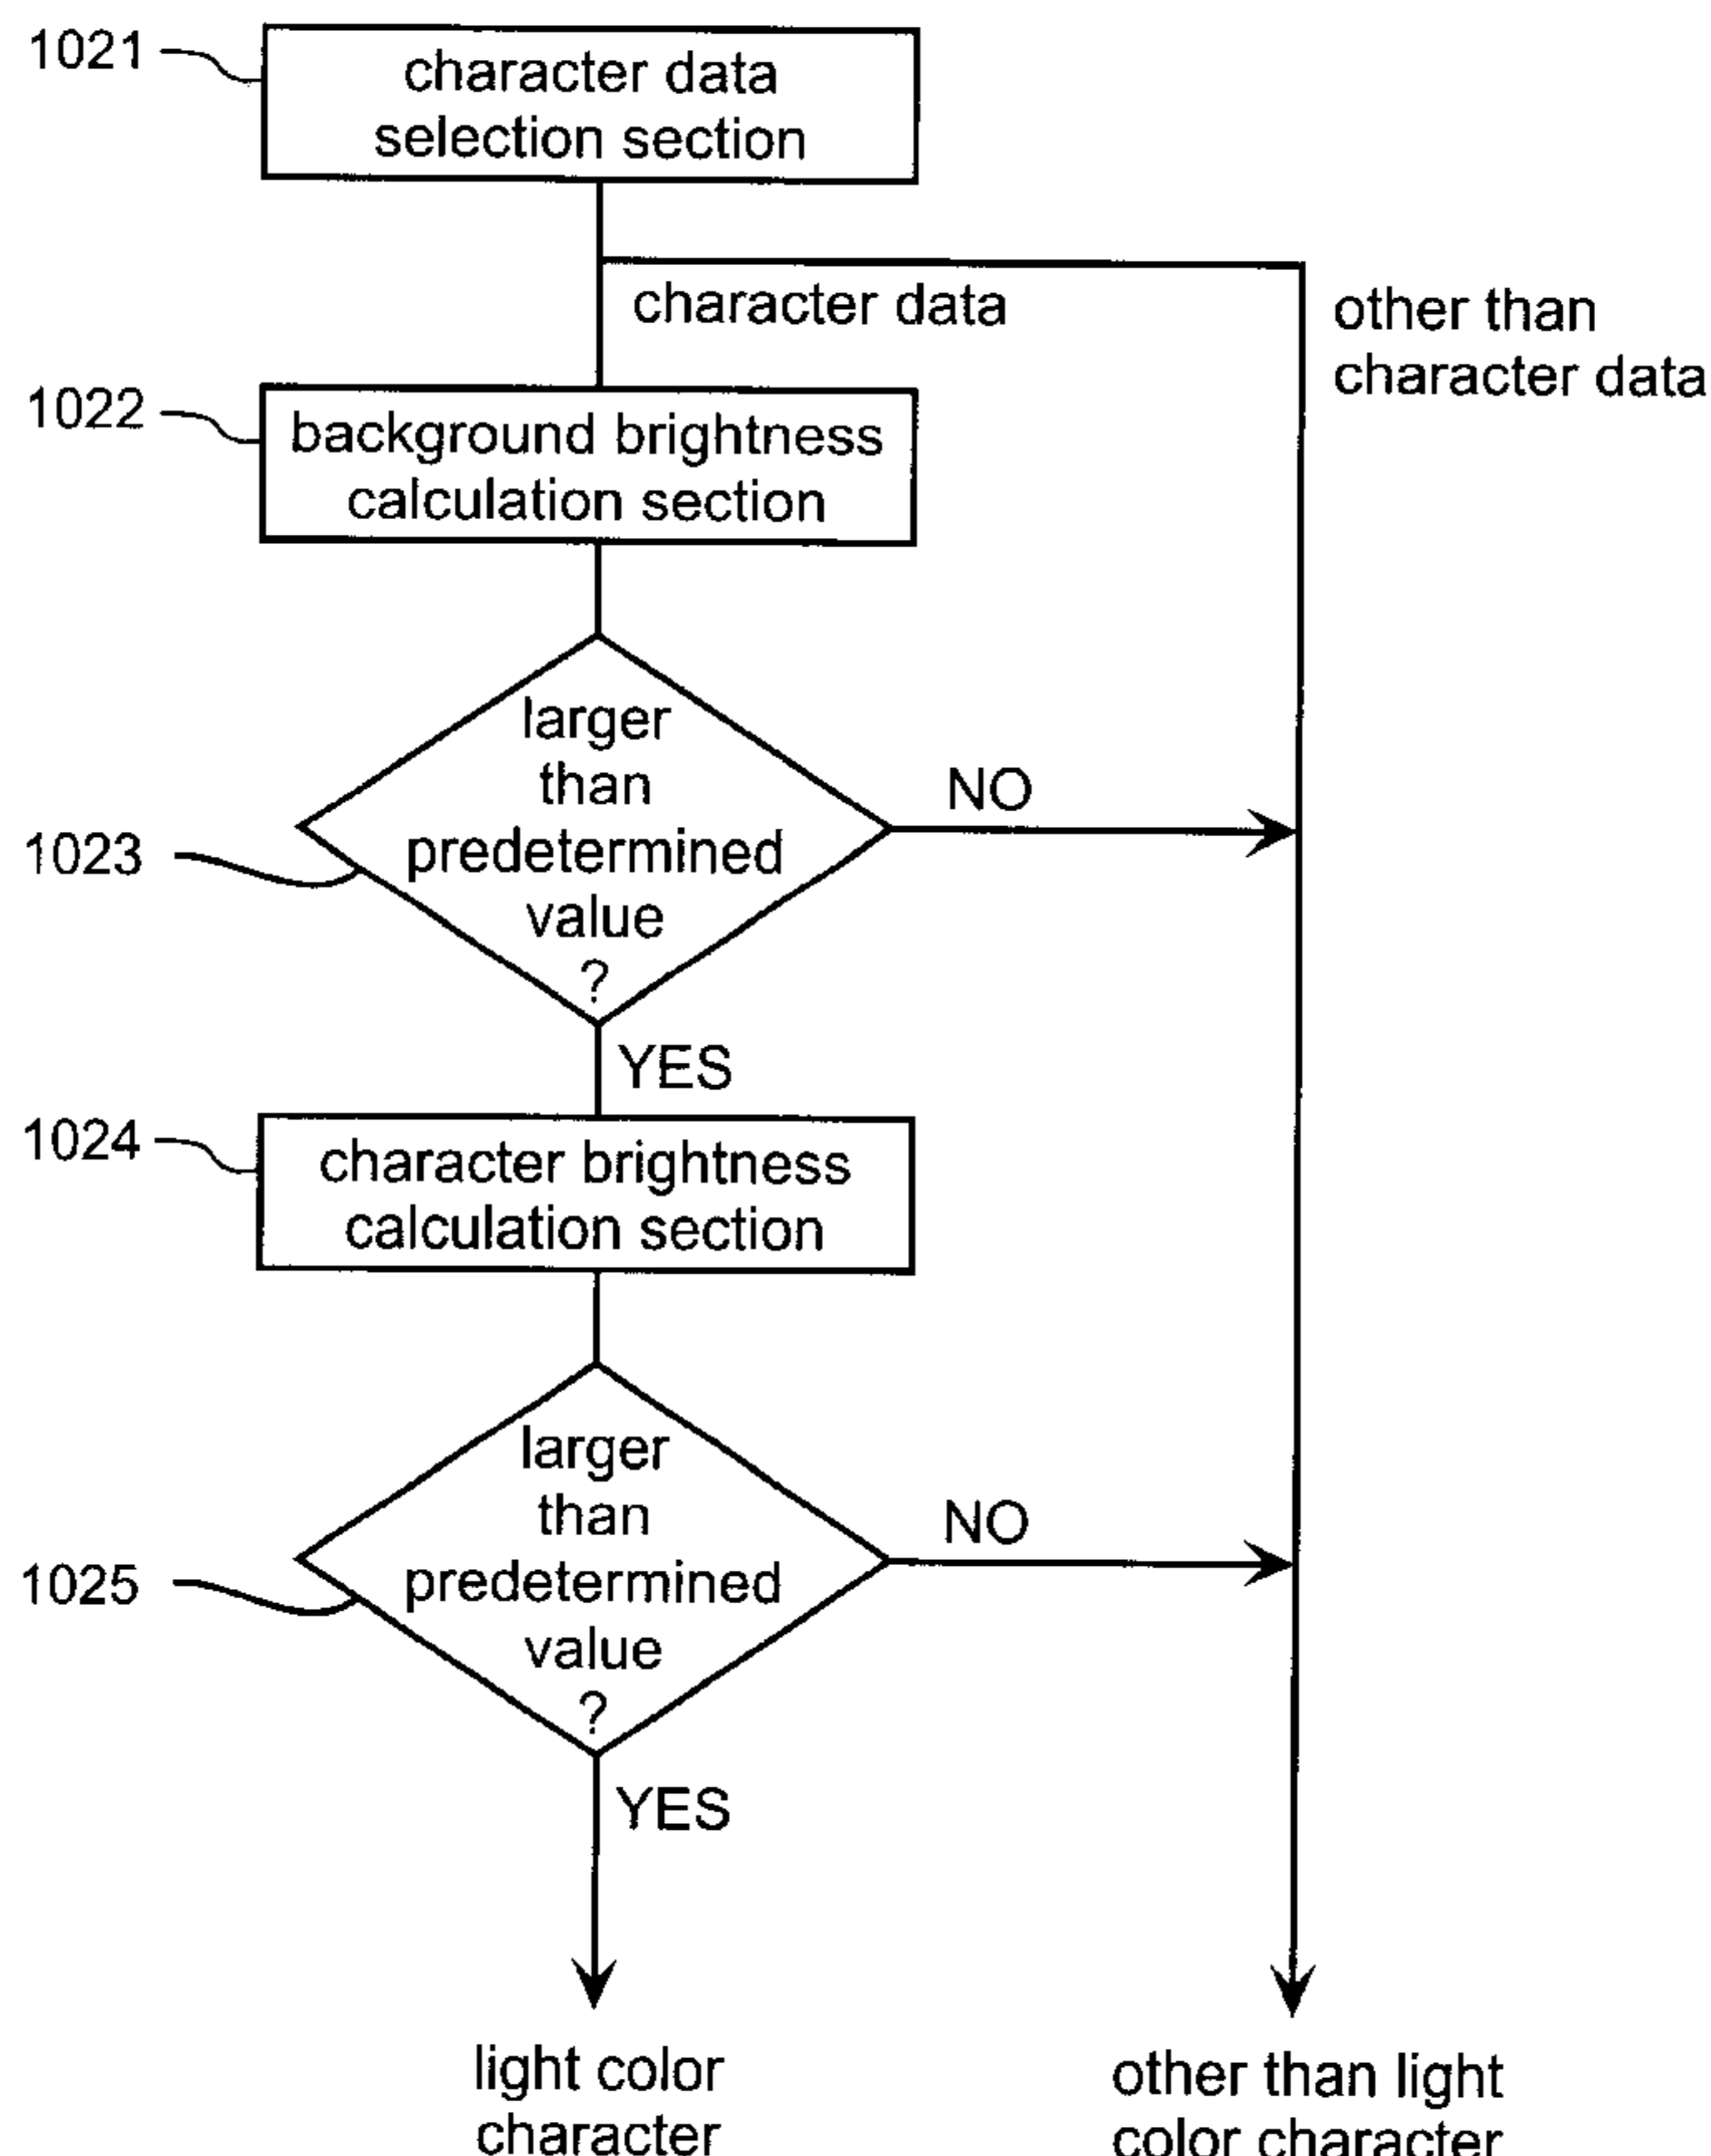 1021
character data
selection section
character data
other than
character data
1022
background brightness
calculation section
larger
than
predetermined
value
?
NO
1023
YES
1024
character brightness
calculation section
larger
than
predetermined
value
?
NO
1025
YES
light color
character
other than light
color character